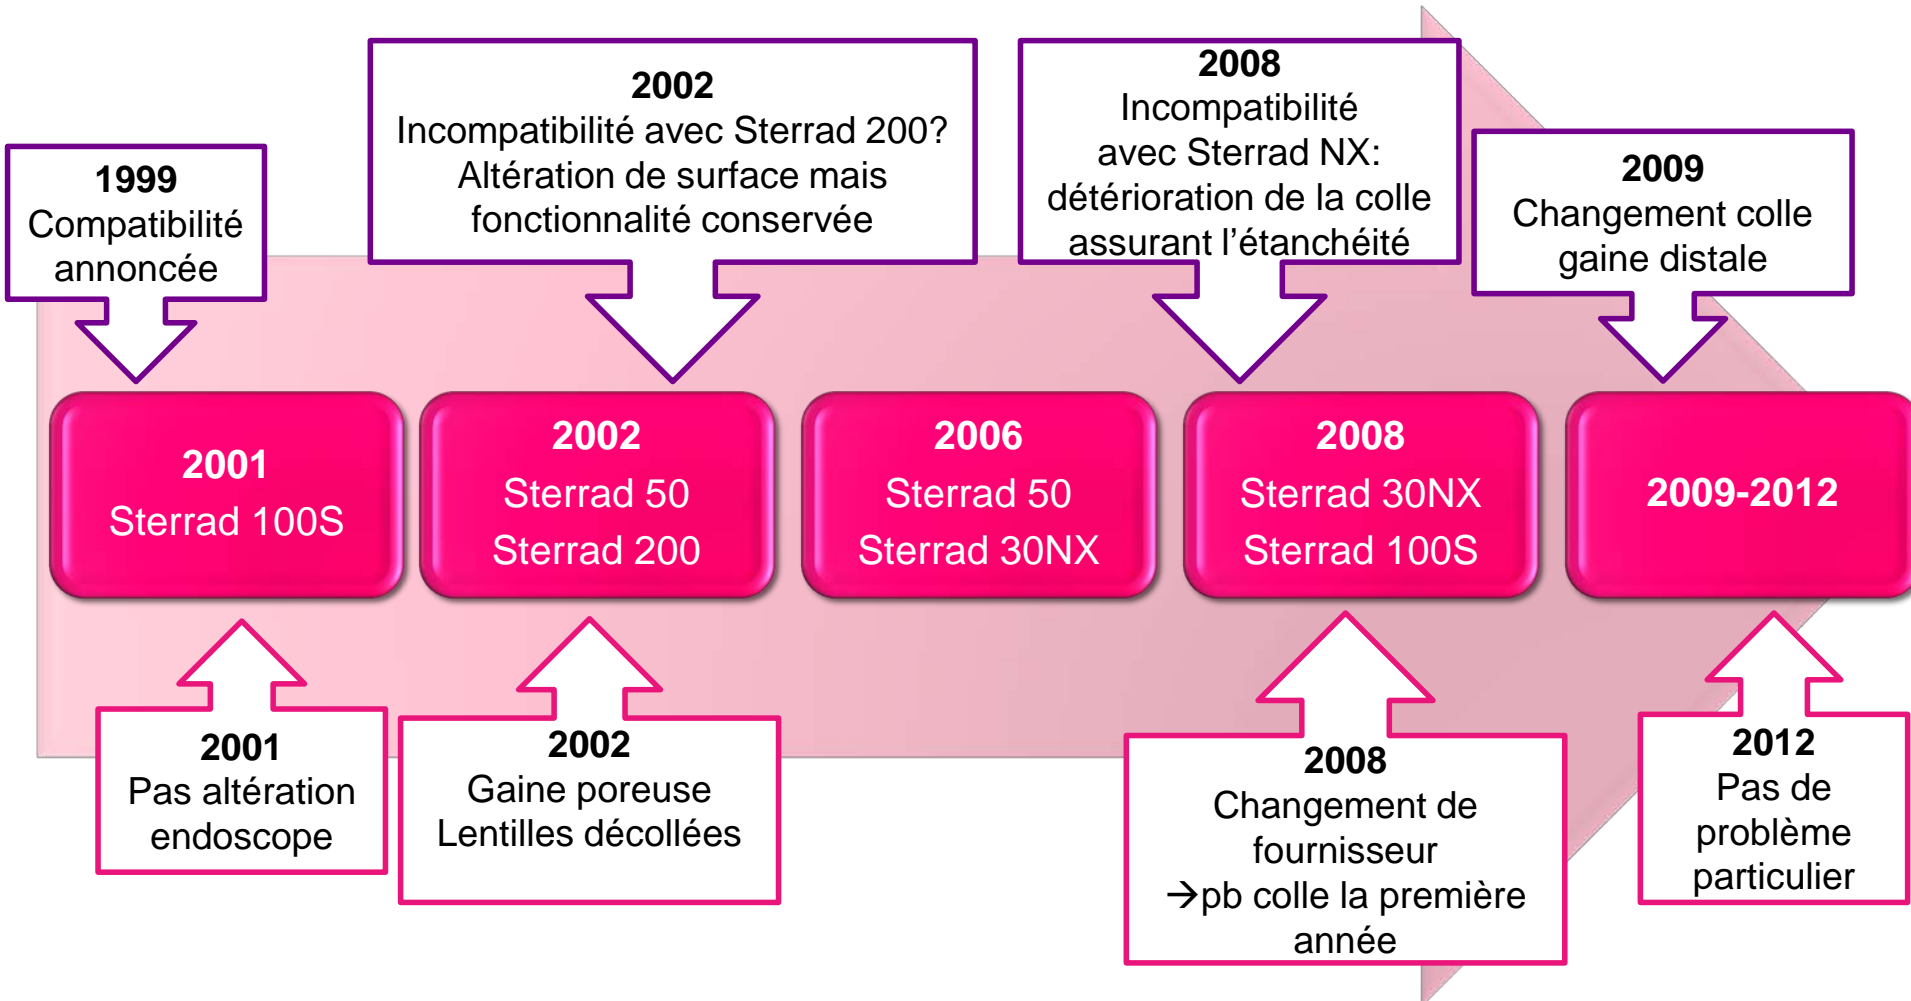 1999
Compatibilité
annoncée
2002
Incompatibilité avec Sterrad 200?
Altération de surface mais
fonctionnalité conservée
2008
Incompatibilité
avec Sterrad NX:
détérioration de la colle
assurant l’étanchéité
2009
Changement colle
gaine distale
2001
Sterrad 100S
2002
Sterrad 50
Sterrad 200
2006
Sterrad 50
Sterrad 30NX
2008
Sterrad 30NX
Sterrad 100S
2009-2012
2001
Pas altération
endoscope
2002
Gaine poreuse
Lentilles décollées
2008
Changement de
fournisseur
→pb colle la première
année
2012
Pas de
problème
particulier